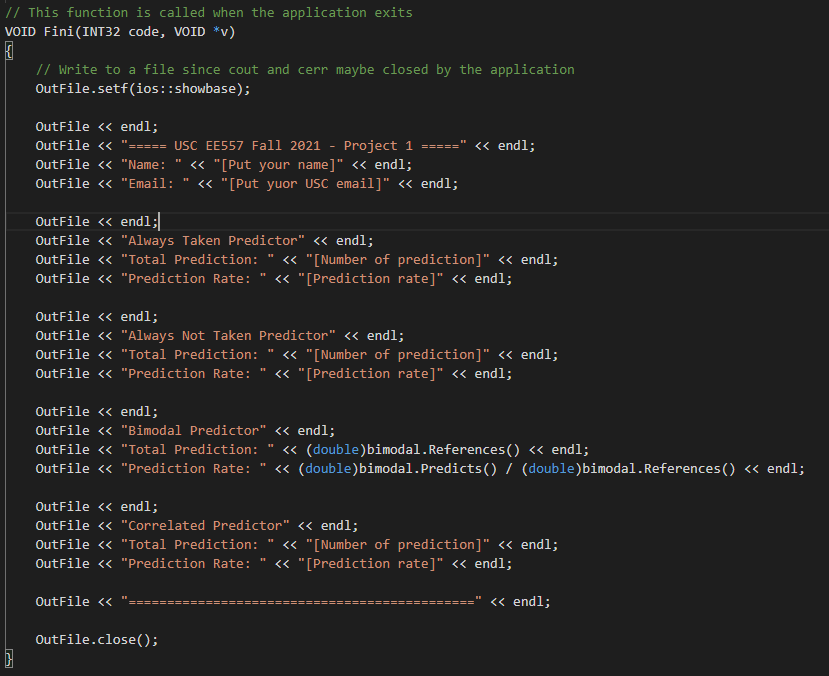 // This function is called when the application exits
VOID Fini(INT32 code, VOID *v)
{
// Write to a file since cout and cerr maybe closed by the application
OutFile.setf(ios::showbase);
OutFile << endl;
OutFile << "===== USC EE557 Fall 2021 - Project 1 =====" << endl;
OutFile << "Name: " << "[Put your name]" << endl;
OutFile << "Email: " << "[Put yuor USC email]" << endl;
OutFile << endl;
OutFile << "Always Taken Predictor" << endl;
OutFile << "Total Prediction: " << "[Number of prediction]" << endl;
OutFile << "Prediction Rate: " << "[Prediction rate]" << endl;
OutFile << endl;
OutFile << "Always Not Taken Predictor" << endl;
OutFile << "Total Prediction: " << "[Number of prediction]" << endl;
OutFile << "Prediction Rate: " << "[Prediction rate]" << endl;
OutFile << endl;
OutFile << "Bimodal Predictor" << endl;
OutFile << "Total Prediction: " << (double)bimodal.References() << endl;
OutFile << "Prediction Rate: " << (double)bimodal.Predicts() / (double)bimodal.References() << endl;
OutFile << endl;
OutFile << "Correlated Predictor" << endl;
OutFile << "Total Prediction: " << "[Number of prediction]" << endl;
OutFile << "Prediction Rate: " << "[Prediction rate]" << endl;
OutFile << "=============================================" << endl;
OutFile.close();
}